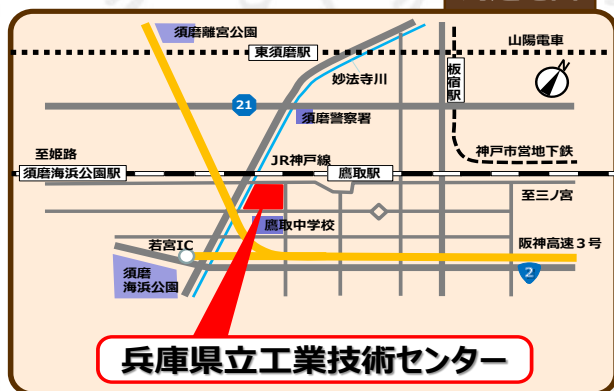 須磨離宮公園
山陽電車
東須磨駅
妙法寺川
板宿駅
21
須磨警察署
神戸市営地下鉄
至姫路
JR神戸線
須磨海浜公園駅
鷹取駅
至三ノ宮
鷹取中学校
若宮IC
阪神高速3号
須磨
海浜公園
2
兵庫県立工業技術センター